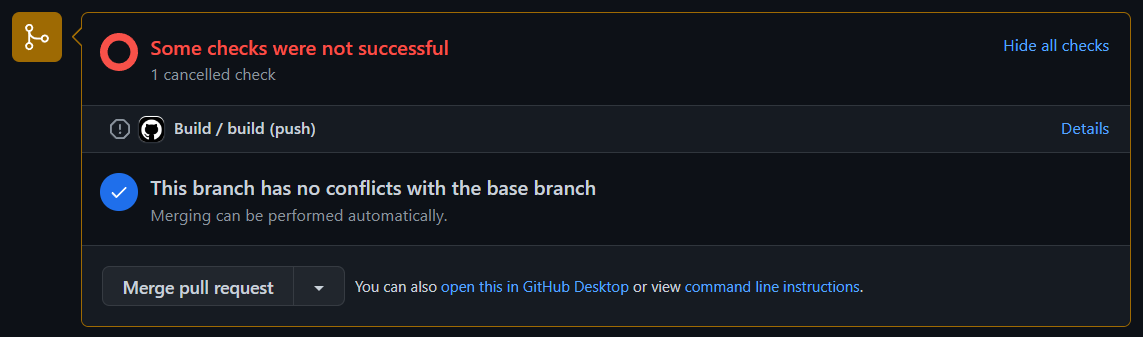 Some checks were not successful
Hide all checks
1 cancelled check
Build / build (push)
Details
This branch has no conflicts with the base branch
Merging can be performed automatically.
Merge pull request
You can also open this in GitHub Desktop or view command line instructions.